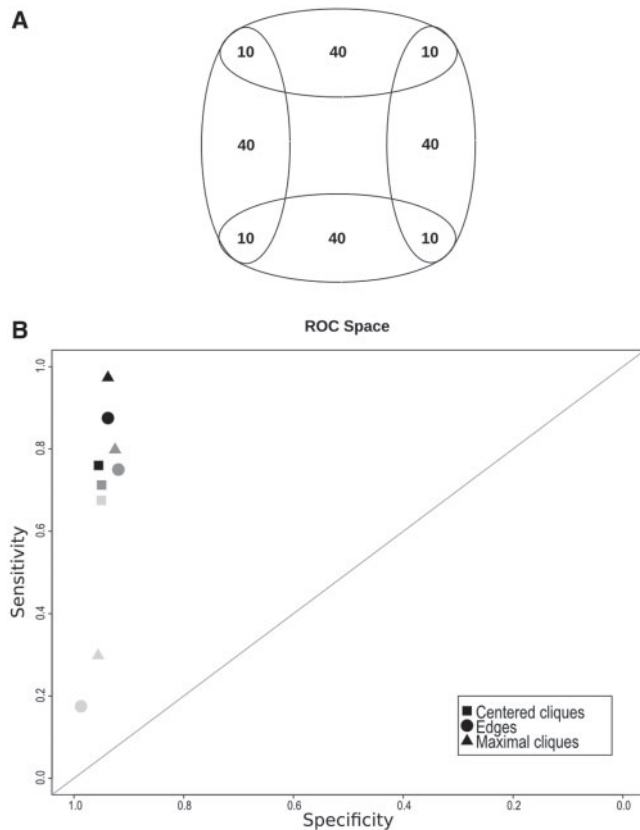 A
10 40 10
40 40
10 40 10
B
ROC Space
1.0
0.8
0.6
0.4
0.2
0.0
Sensitivity
Centered cliques
Edges
Maximal cliques
1.0 0.8 0.6 0.4 0.2 0.0
Specificity